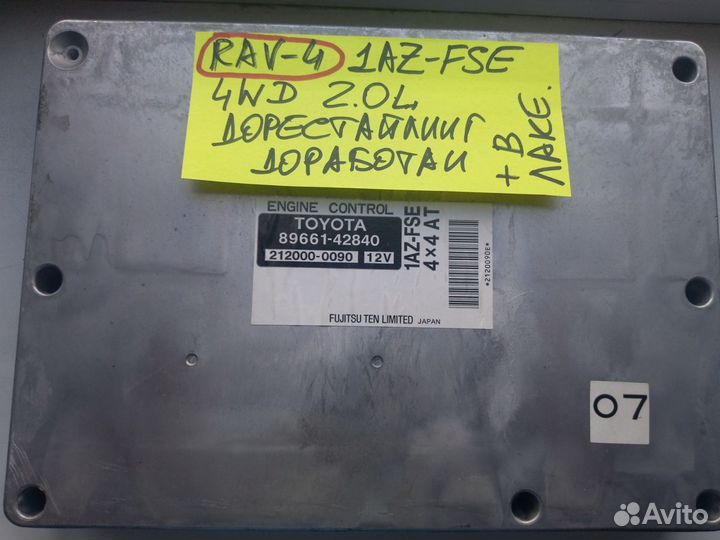 RAV-4 1AZ-FSE
4WD 2.0L
ДОРЕСТАЙЛИНГ
ДОРАБОТАН
+ В ЛАКЕ.
ENGINE CONTROL
TOYOTA
89661-42840
212000-0090 12V
1AZ-FSE
4×4 AT
*2120090E*
FUJITSU TEN LIMITED JAPAN
07
Avito